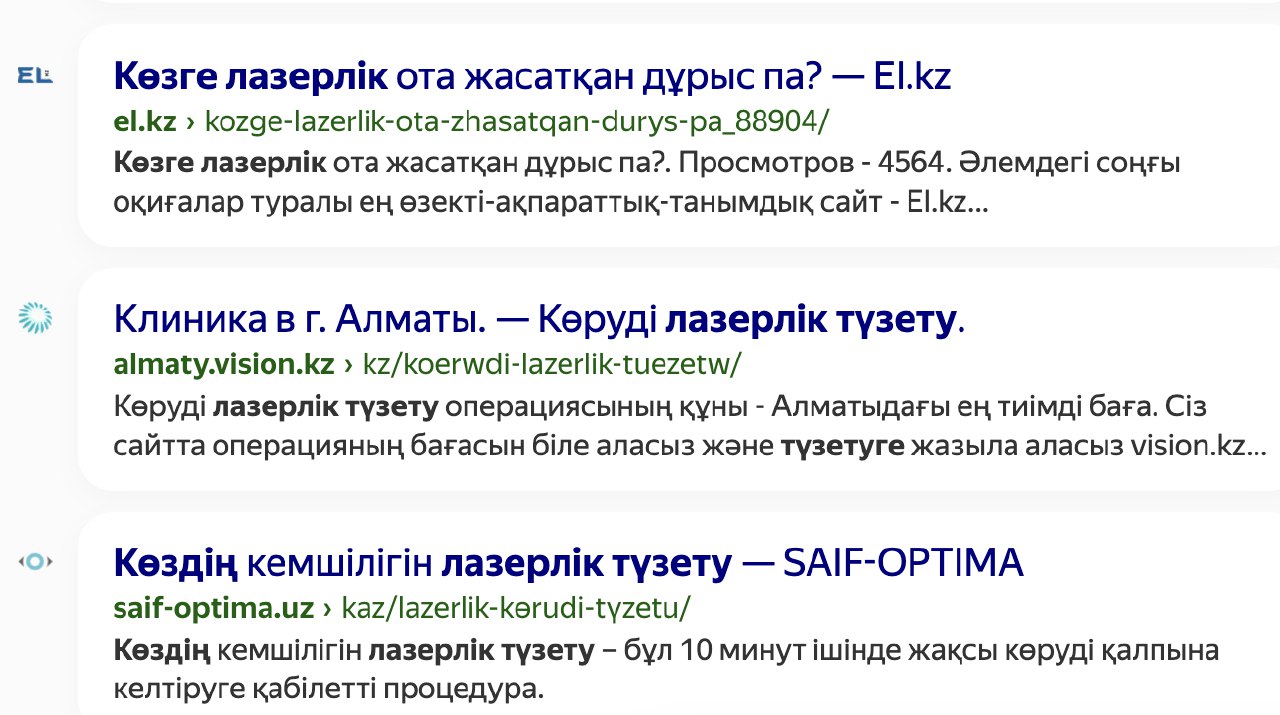 EL
Көзге лазерлік ота жасатқан дұрыс па? — El.kz
el.kz › kozge-lazerlik-ota-zhasatqan-durys-pa_88904/
Көзге лазерлік ота жасатқан дұрыс па?. Просмотров - 4564. Әлемдегі соңғы
оқиғалар туралы ең өзекті-ақпараттық-танымдық сайт - El.kz...
Клиника в г. Алматы. — Көруді лазерлік түзету.
almaty.vision.kz › kz/koerwdi-lazerlik-tuezetw/
Көруді лазерлік түзету операциясының құны - Алматыдағы ең тиімді баға. Сіз
сайтта операцияның бағасын біле аласыз және түзетуге жазыла аласыз vision.kz...
Көздің кемшілігін лазерлік түзету — SAIF-OPTIMA
saif-optima.uz › kaz/lazerlik-kөrudi-tүzetu/
Көздің кемшілігін лазерлік түзету – бұл 10 минут ішінде жақсы көруді қалпына
келтіруге қабілетті процедура.